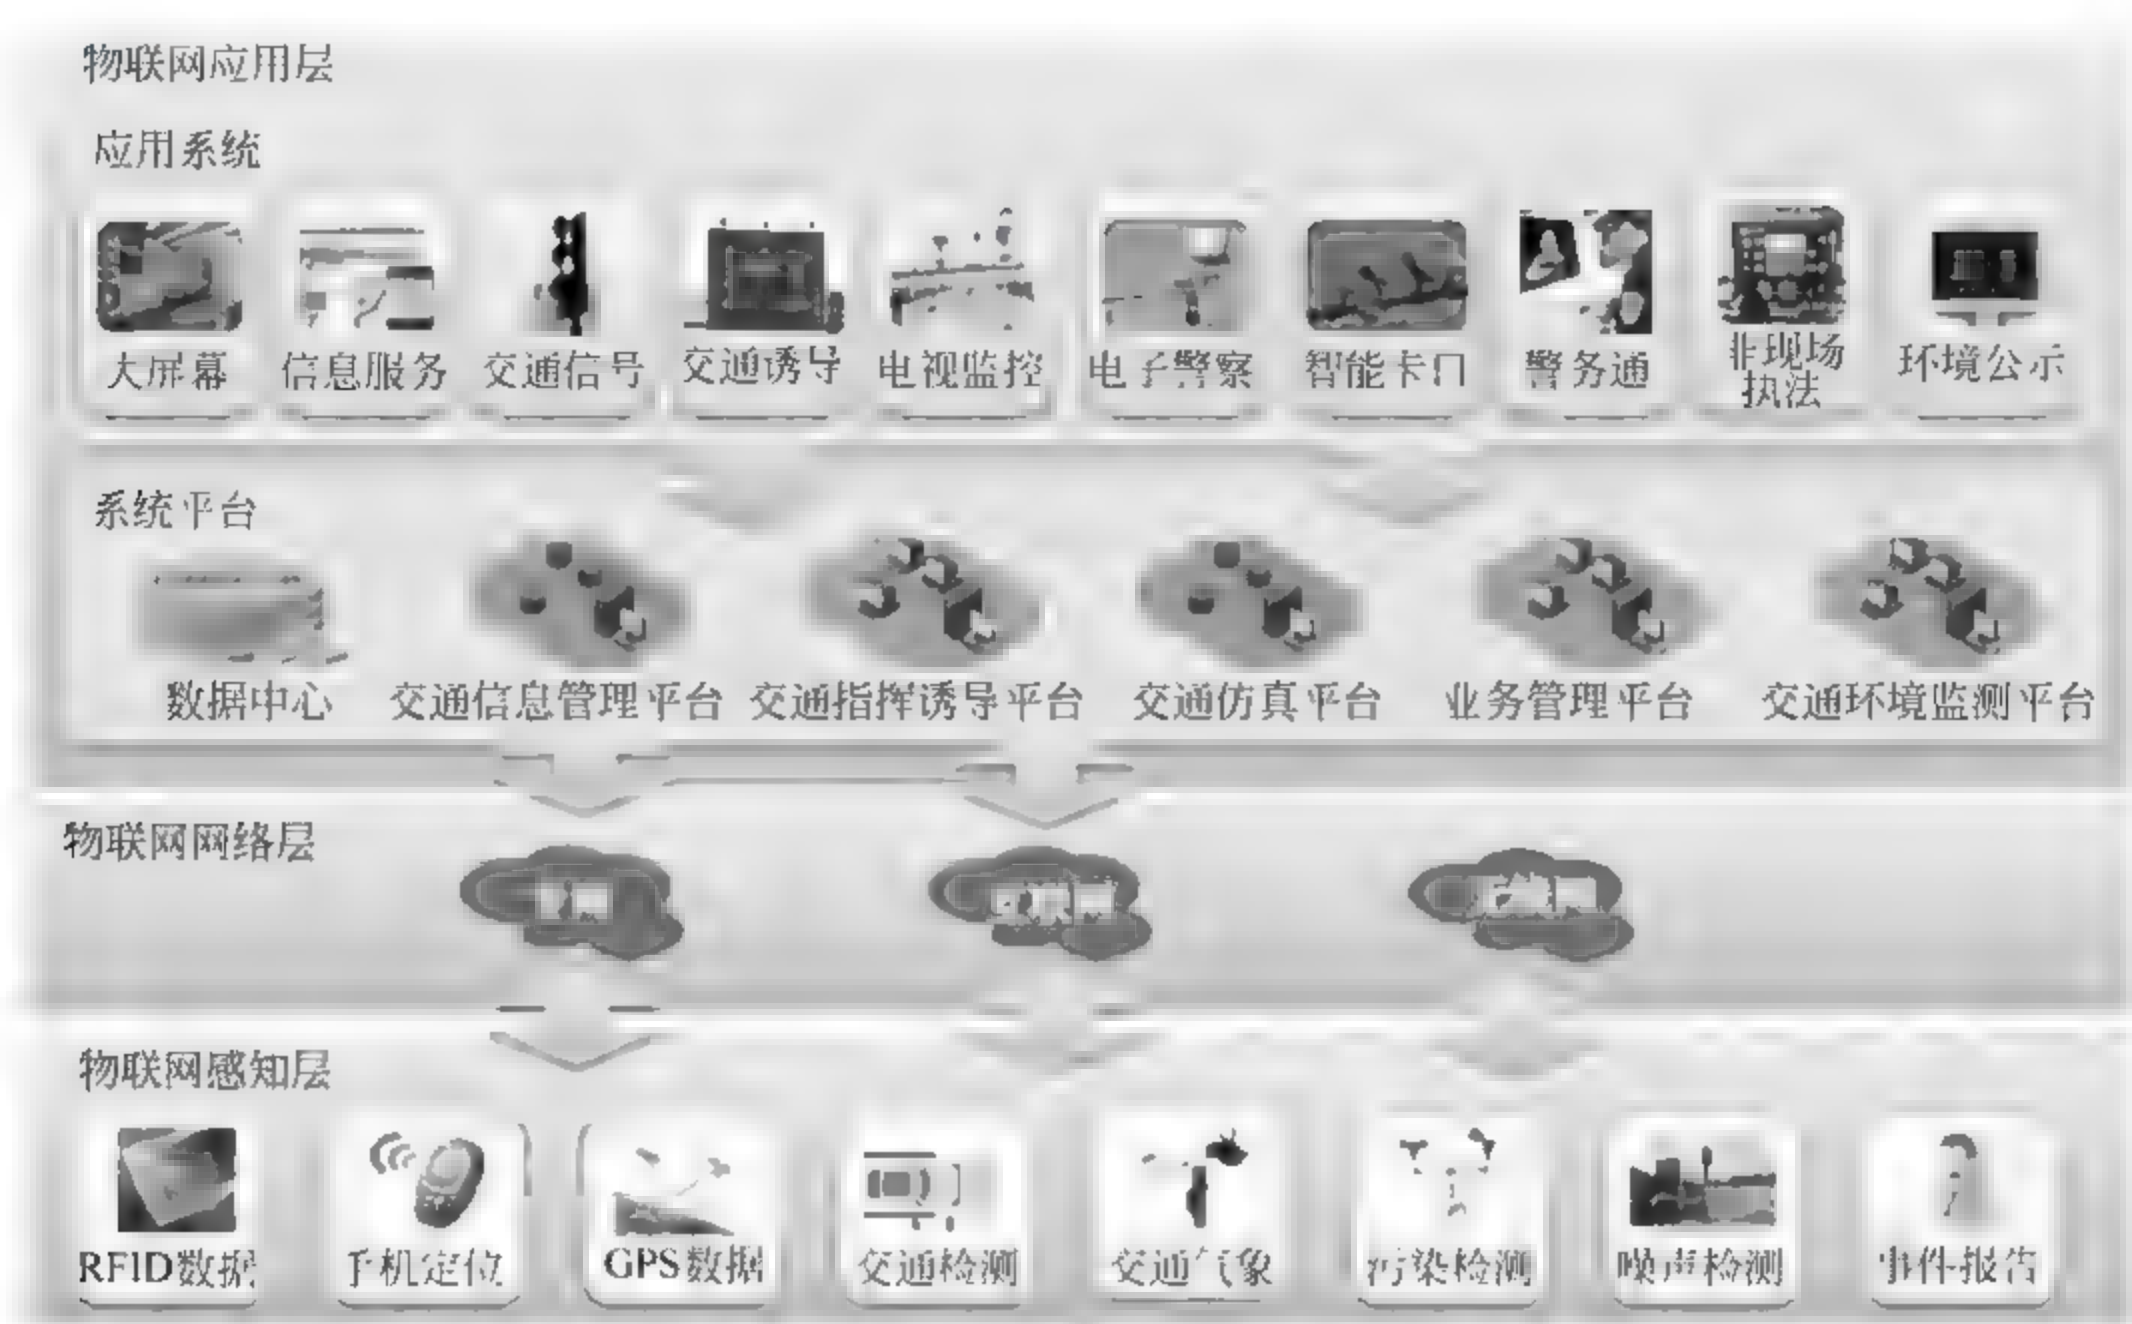 物联网应用层
应用系统
大屏幕 信息服务 交通信号 交通诱导 电视监控 电子警察 智能卡口 警务通 非现场执法 环境公示
系统平台
数据中心 交通信息管理平台 交通指挥诱导平台 交通仿真平台 业务管理平台 交通环境监测平台
物联网网络层
物联网感知层
RFID数据 手机定位 GPS数据 交通检测 交通气象 污染检测 噪声检测 事件报告